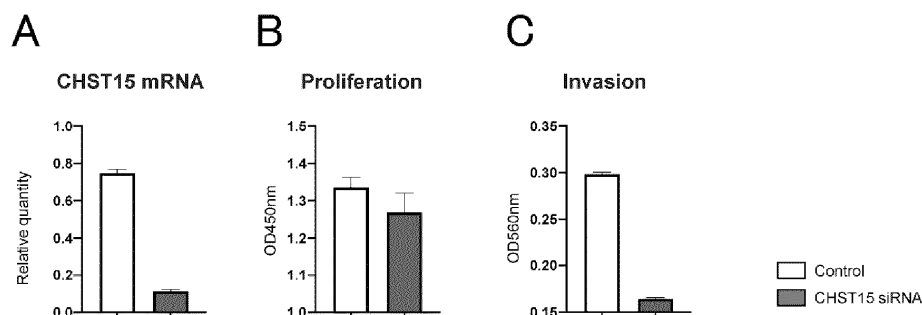 A
B
C
CHST15 mRNA
Proliferation
Invasion
Relative quantity
1.0
0.8
0.6
0.4
0.2
0.0
OD450nm
1.5
1.4
1.3
1.2
1.1
1.0
OD560nm
0.35
0.30
0.25
0.20
0.15
Control
CHST15 siRNA